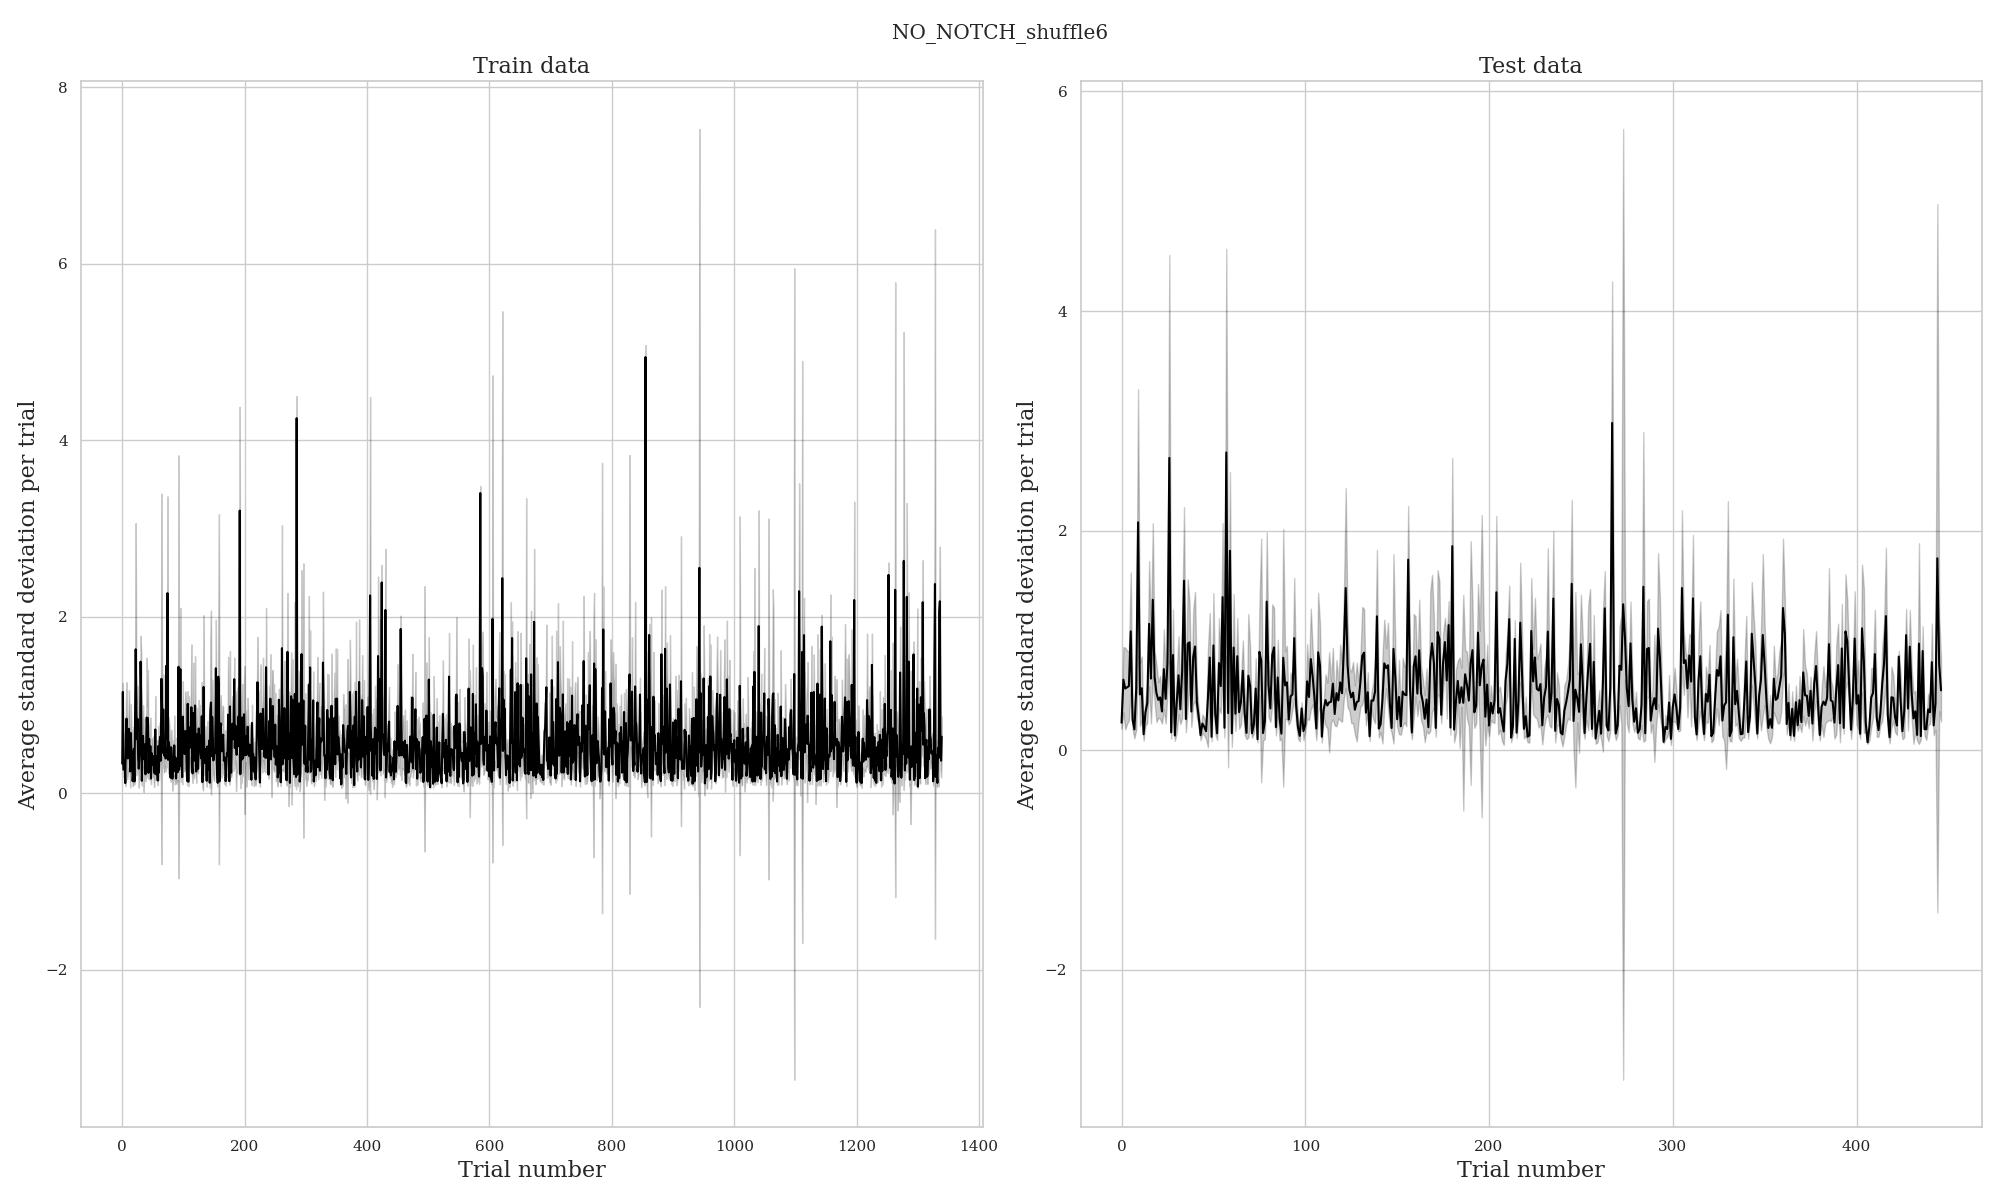 NO_NOTCH_shuffle6
Train data
Average standard deviation per trial
8
6
4
2
0
−2
0 200 400 600 800 1000 1200 1400
Trial number
Test data
Average standard deviation per trial
6
4
2
0
−2
0 100 200 300 400
Trial number